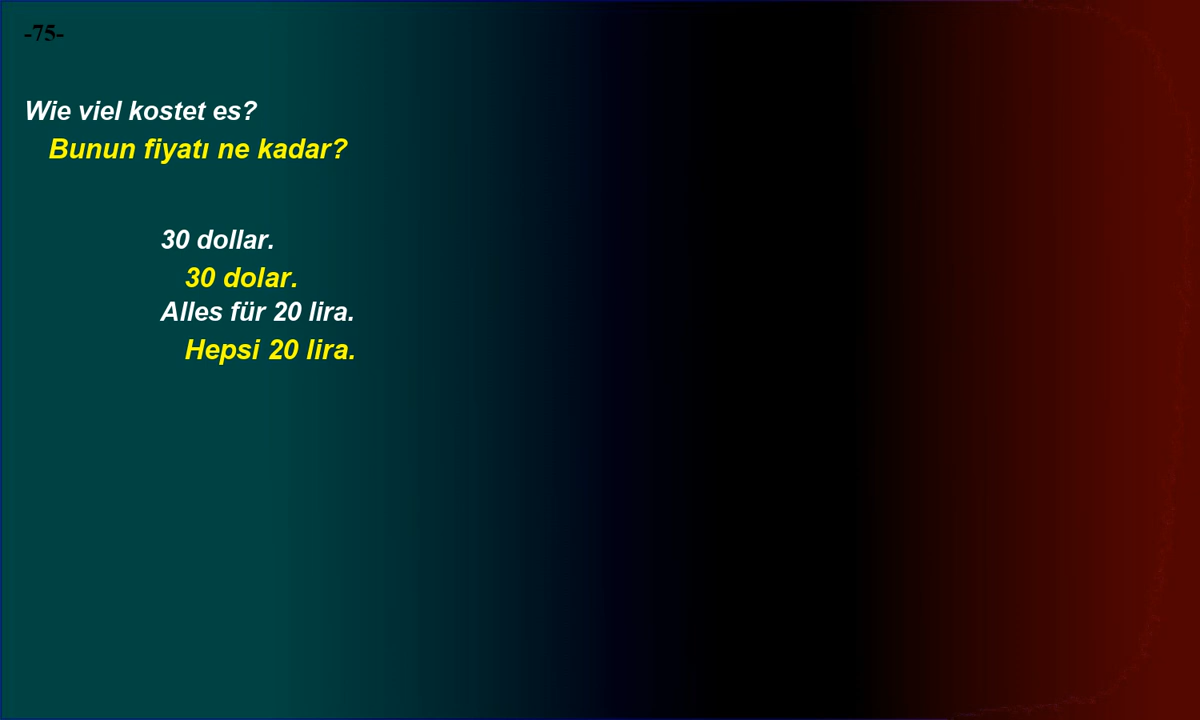 -75-
Wie viel kostet es?
Bunun fiyatı ne kadar?
30 dollar.
30 dolar.
Alles für 20 lira.
Hepsi 20 lira.